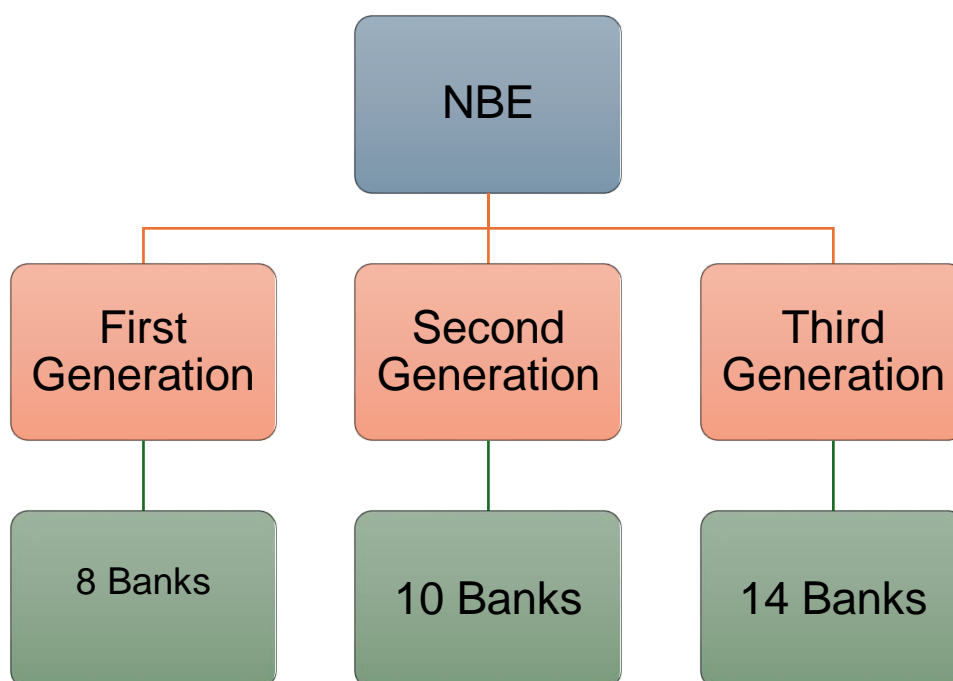 NBE
First
Generation
Second
Generation
Third
Generation
8 Banks
10 Banks
14 Banks